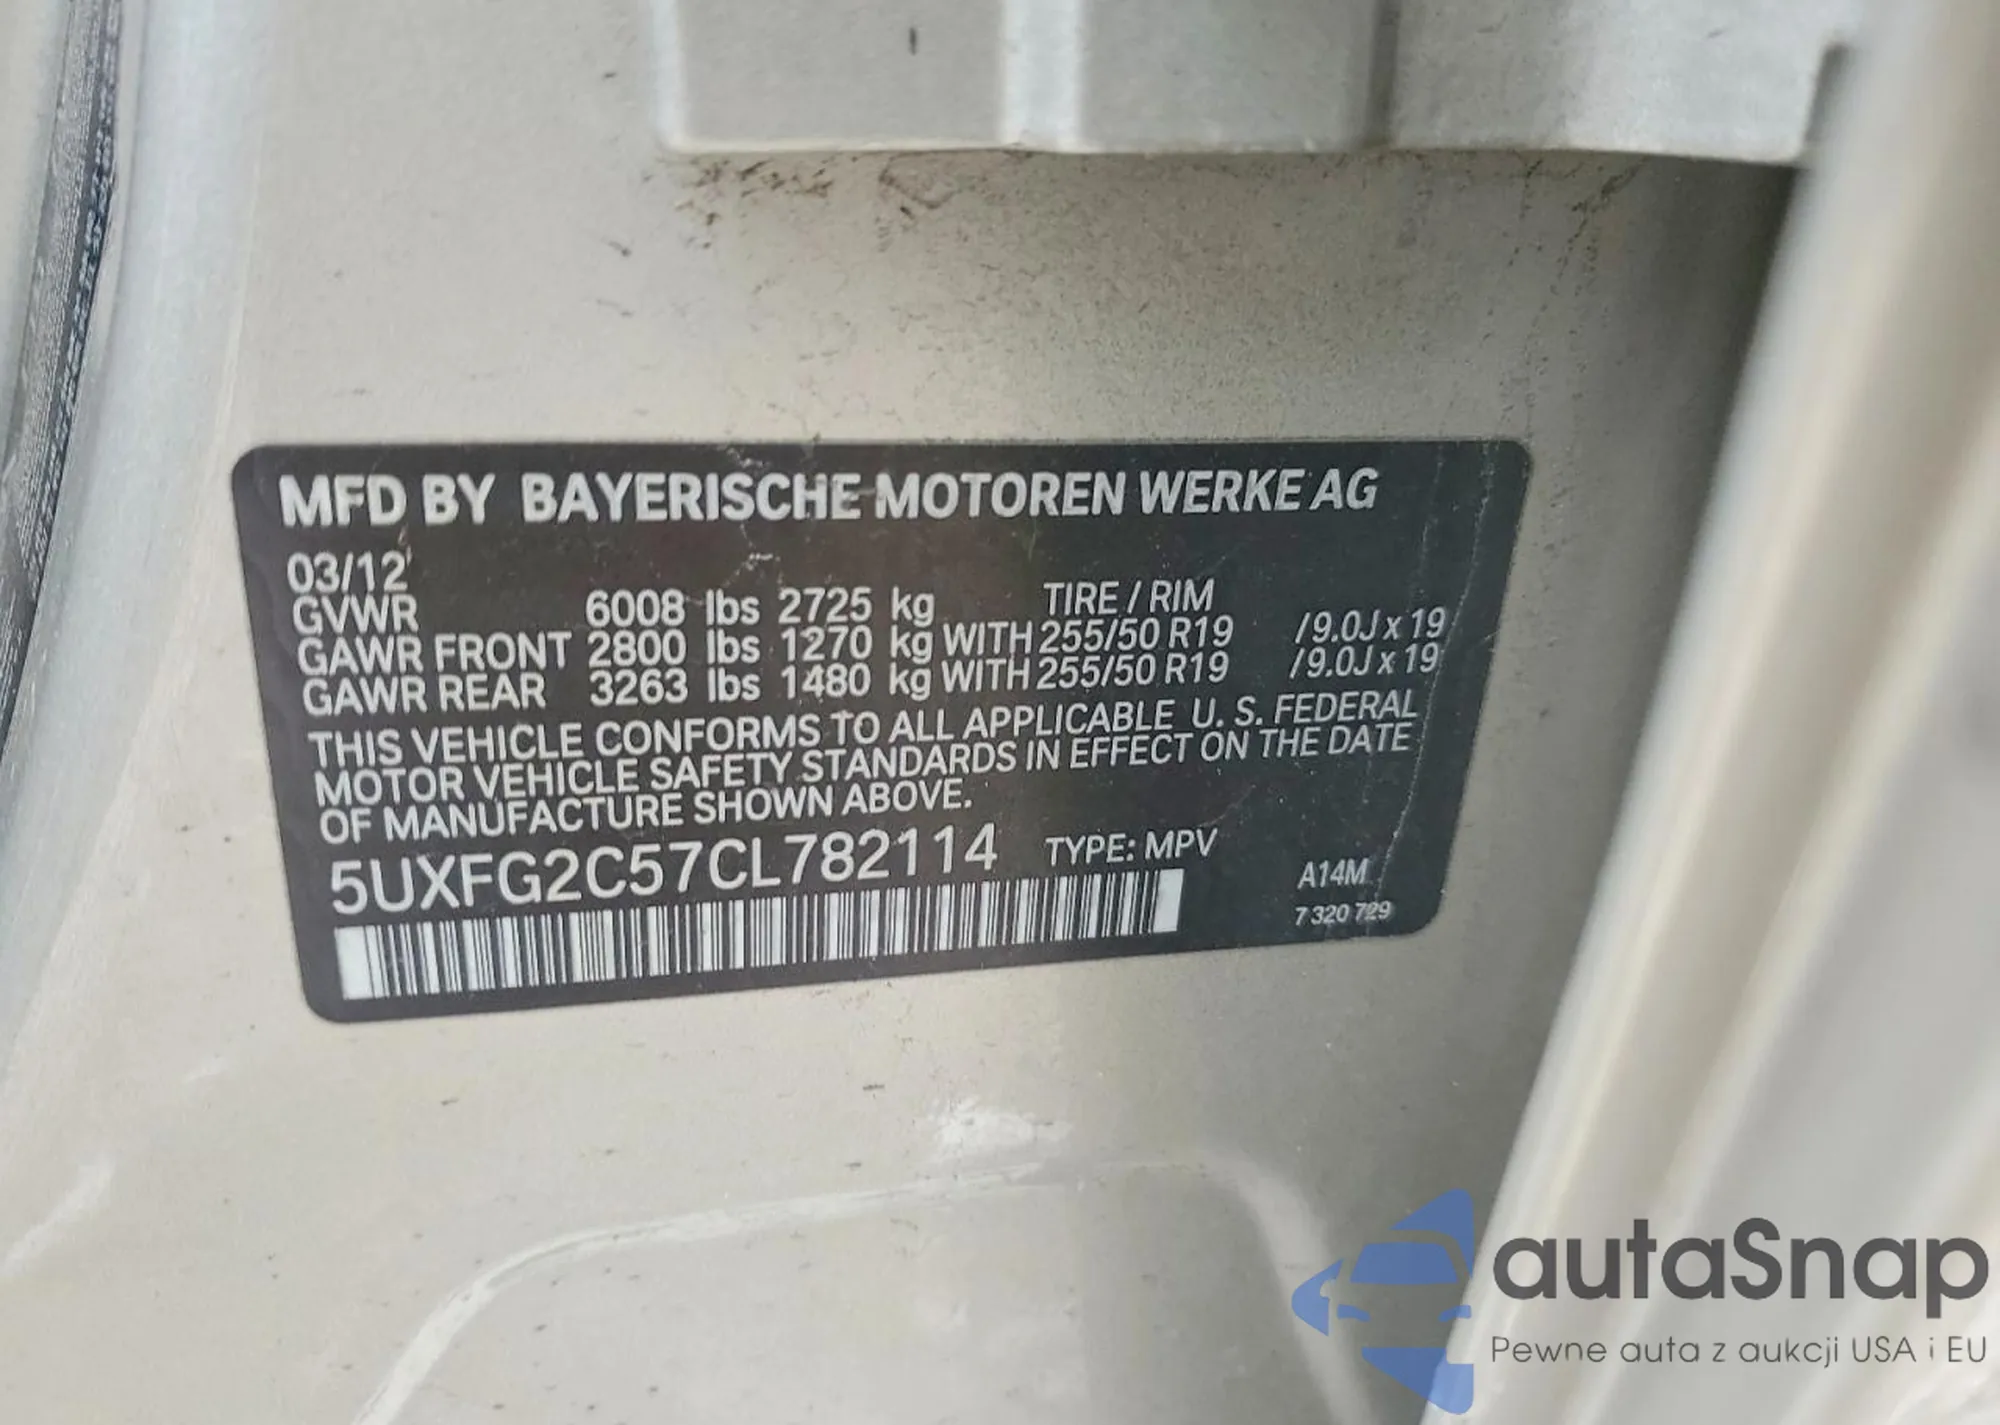 MFD BY BAYERISCHE MOTOREN WERKE AG
03/12
GVWR 6008 lbs 2725 kg TIRE / RIM
GAWR FRONT 2800 lbs 1270 kg WITH 255/50 R19 /9.0J x 19
GAWR REAR 3263 lbs 1480 kg WITH 255/50 R19 /9.0J x 19
THIS VEHICLE CONFORMS TO ALL APPLICABLE U. S. FEDERAL
MOTOR VEHICLE SAFETY STANDARDS IN EFFECT ON THE DATE
OF MANUFACTURE SHOWN ABOVE.
5UXFG2C57CL782114 TYPE: MPV
A14M
7 320 729
autaSnap
Pewne auta z aukcji USA i EU